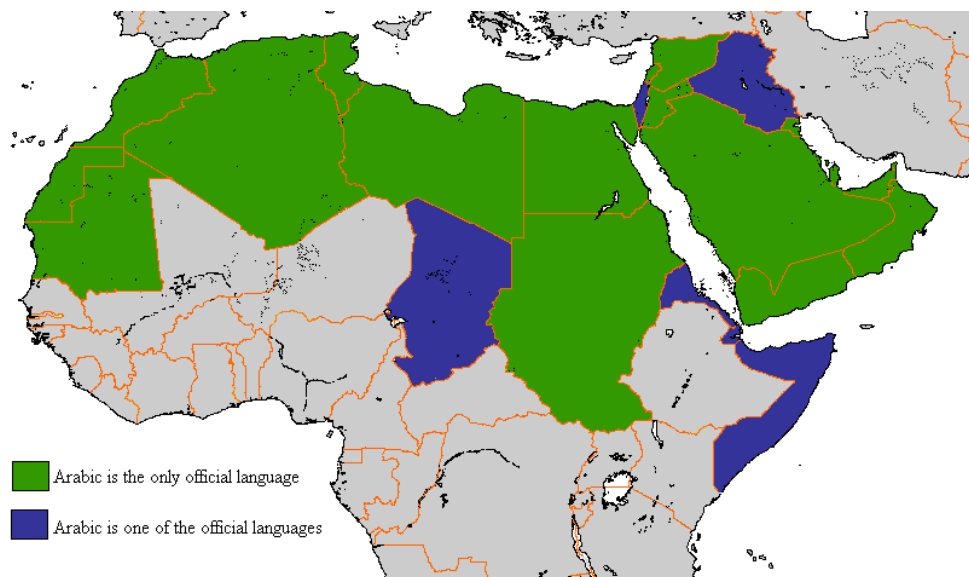 Arabic is the only official language
Arabic is one of the official languages